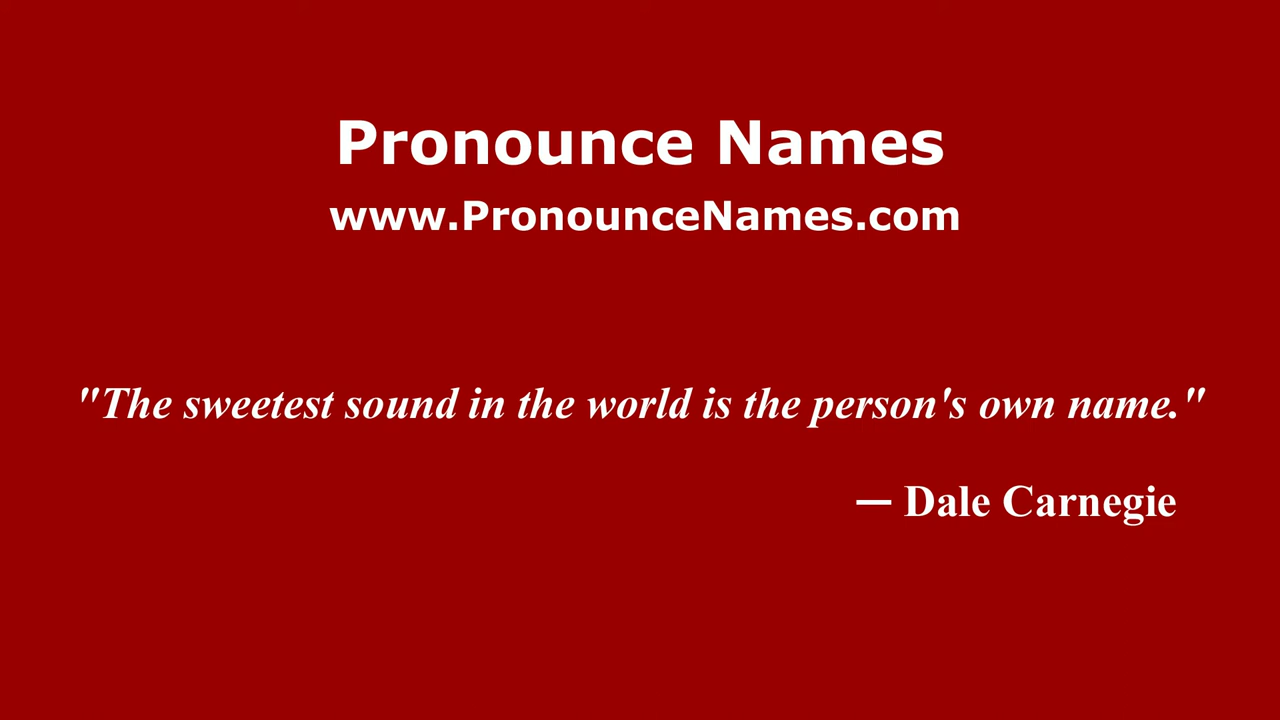 Pronounce Names
www.PronounceNames.com
"The sweetest sound in the world is the person's own name."
— Dale Carnegie